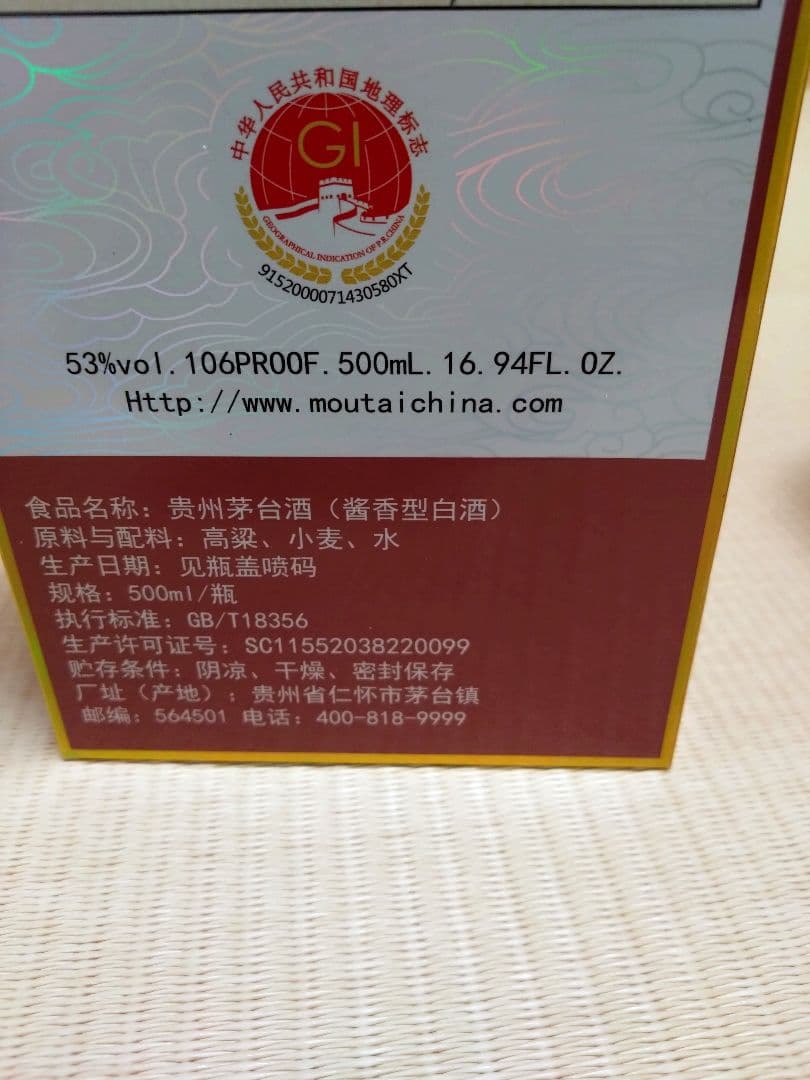 中华人民共和国地理标志
GI
GEOGRAPHICAL INDICATION OF P.R.CHINA
9152000071430580XT
53%vol.106PROOF.500mL.16.94FL.OZ.
Http://www.moutaichina.com
食品名称：贵州茅台酒（酱香型白酒）
原料与配料：高粱、小麦、水
生产日期：见瓶盖喷码
规格：500ml/瓶
执行标准：GB/T18356
生产许可证号：SC11552038220099
贮存条件：阴凉、干燥、密封保存
厂址（产地）：贵州省仁怀市茅台镇
邮编：564501 电话：400-818-9999